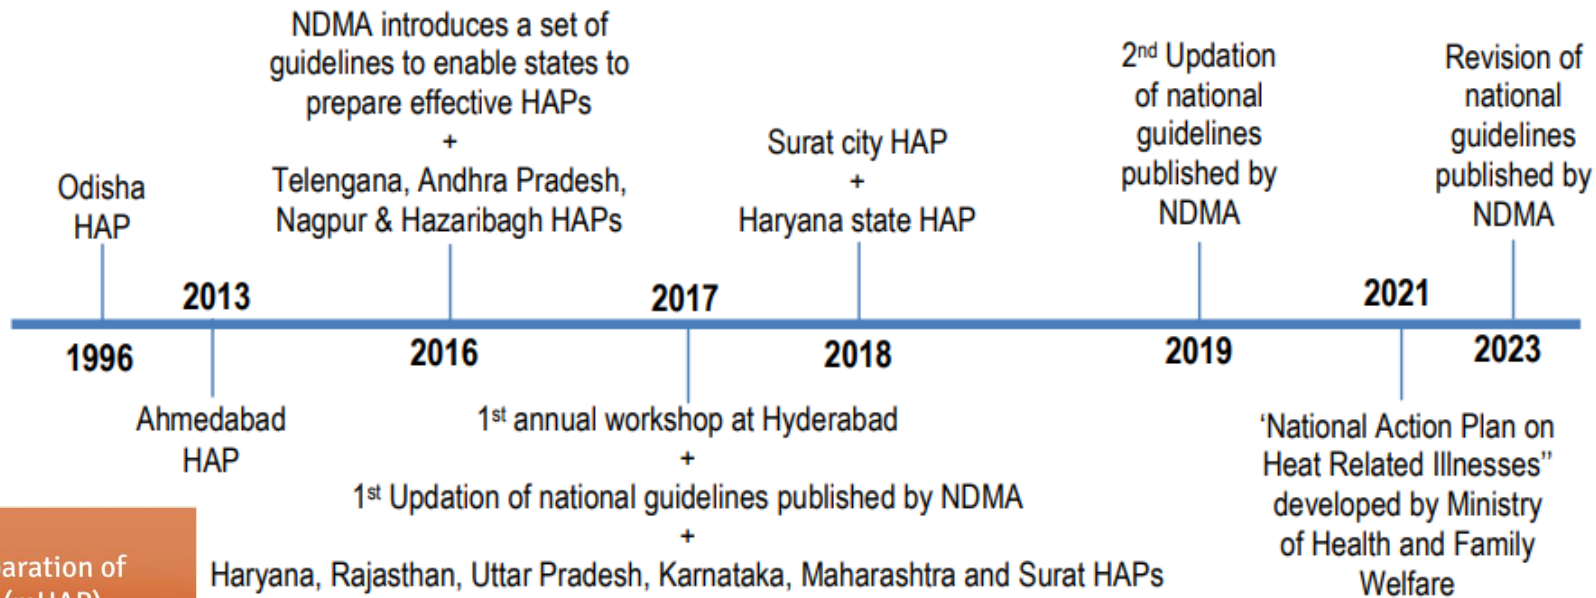 NDMA introduces a set of
guidelines to enable states to
prepare effective HAPs
+
Telengana, Andhra Pradesh,
Nagpur & Hazaribagh HAPs
2nd Updation
of national
guidelines
published by
NDMA
Revision of
national
guidelines
published by
NDMA
Surat city HAP
+
Haryana state HAP
Odisha
HAP
2013
2017
2021
1996
2016
2018
2019
2023
Ahmedabad
HAP
1st annual workshop at Hyderabad
+
1st Updation of national guidelines published by NDMA
+
Haryana, Rajasthan, Uttar Pradesh, Karnataka, Maharashtra and Surat HAPs
‘National Action Plan on
Heat Related Illnesses’’
developed by Ministry
of Health and Family
Welfare
of